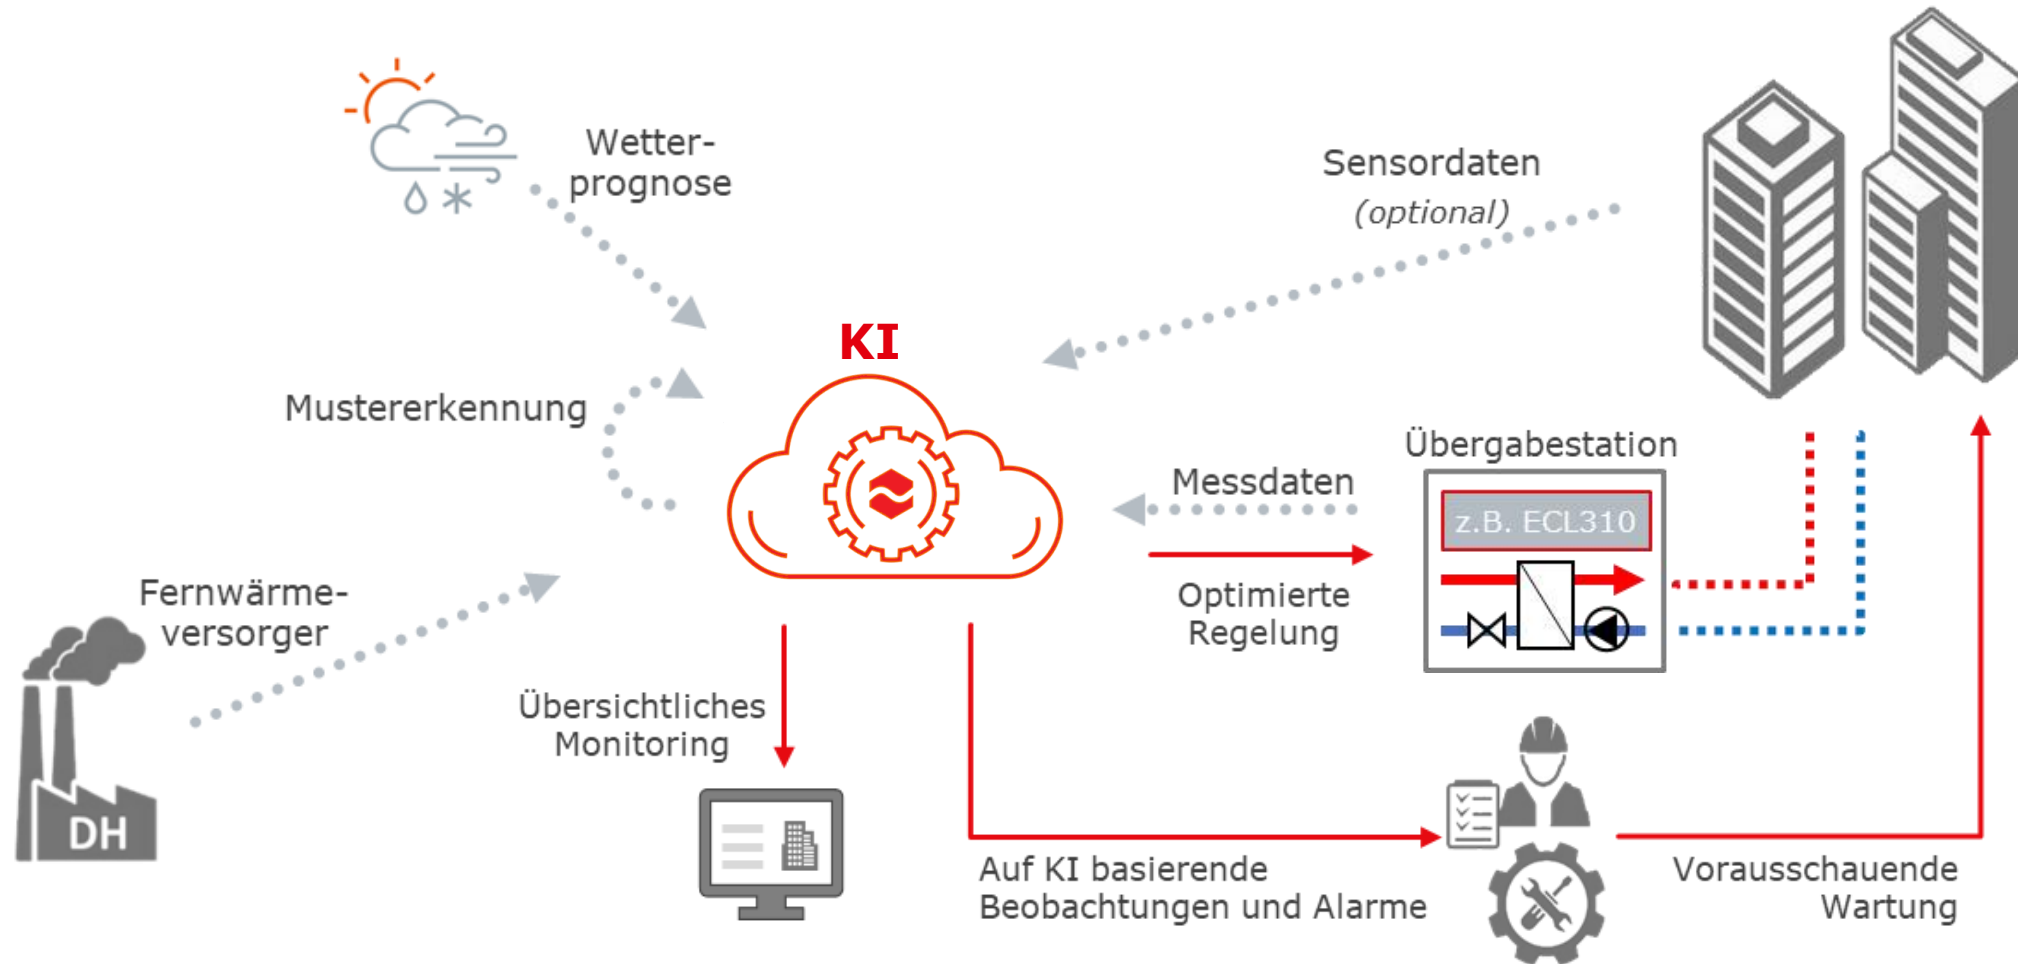 Wetter-
prognose
Sensordaten
(optional)
KI
Mustererkennung
Übergabestation
Messdaten
z.B. ECL310
Optimierte
Regelung
Fernwärme-
versorger
DH
Übersichtliches
Monitoring
Auf KI basierende
Beobachtungen und Alarme
Vorausschauende
Wartung